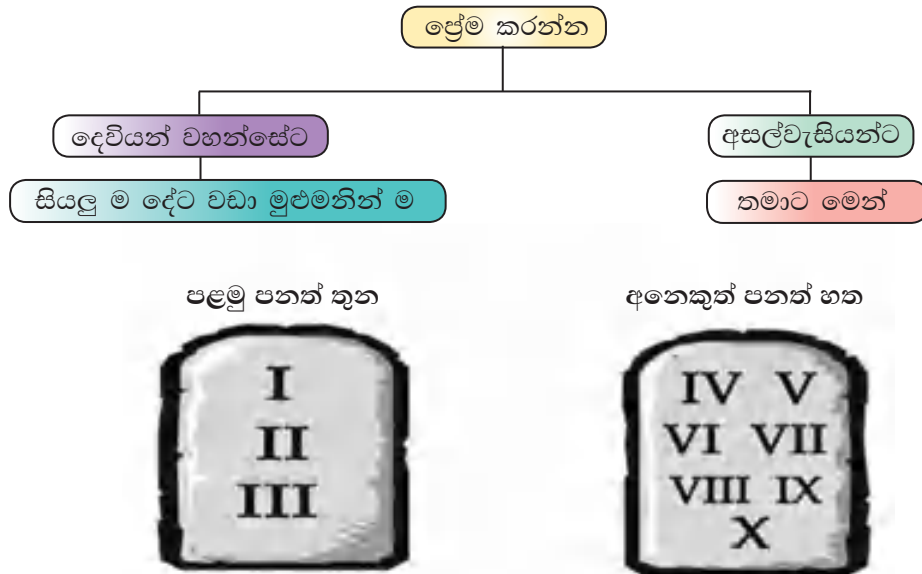 ප්‍රේම කරන්න
දෙවියන් වහන්සේට
අසල්වැසියන්ට
සියලු ම දේට වඩා මුළුමනින් ම
තමාට මෙන්
පළමු පනත් තුන
අනෙකුත් පනත් හත
I
II
III
IV V
VI VII
VIII IX
X